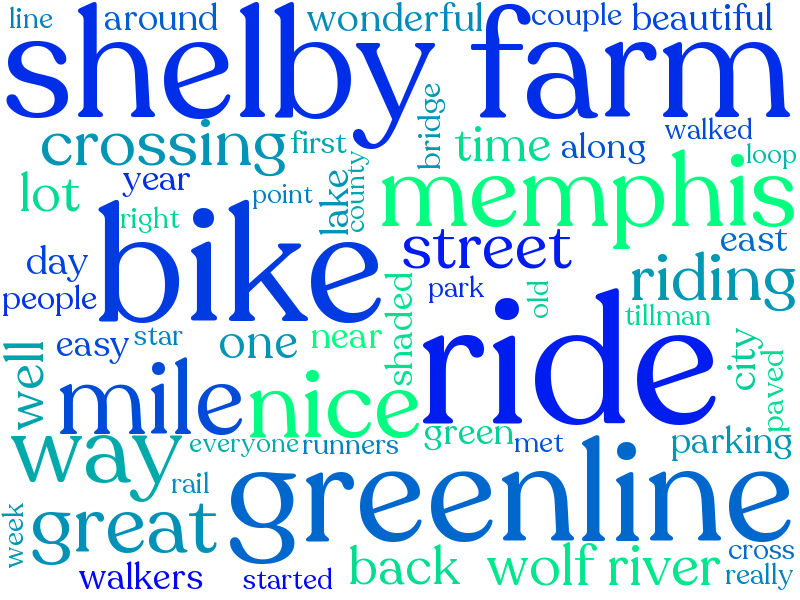 line
around
wonderful
couple
beautiful
shelby farm
crossing
first
bridge
time
along
walked
loop
lot
year
point
lake
county
memphis
right
bike
street
east
day
people
park
riding
old
shaded
ride
tillman
easy
star
one
near
city
paved
well
mile
nice
green
met
parking
way
everyone
runners
rail
greenline
week
great
walkers
started
back
wolf river
cross
really